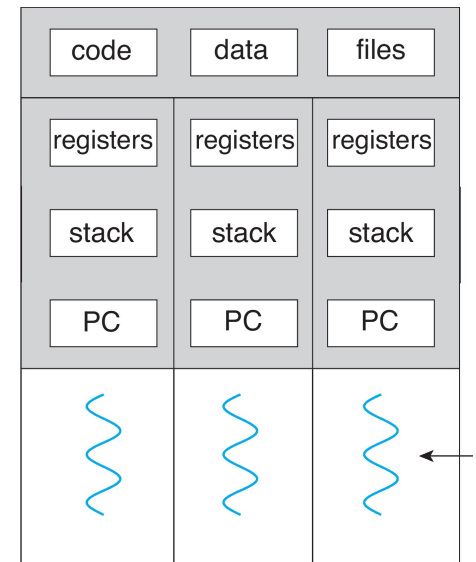 code data files
registers registers registers
stack stack stack
PC PC PC